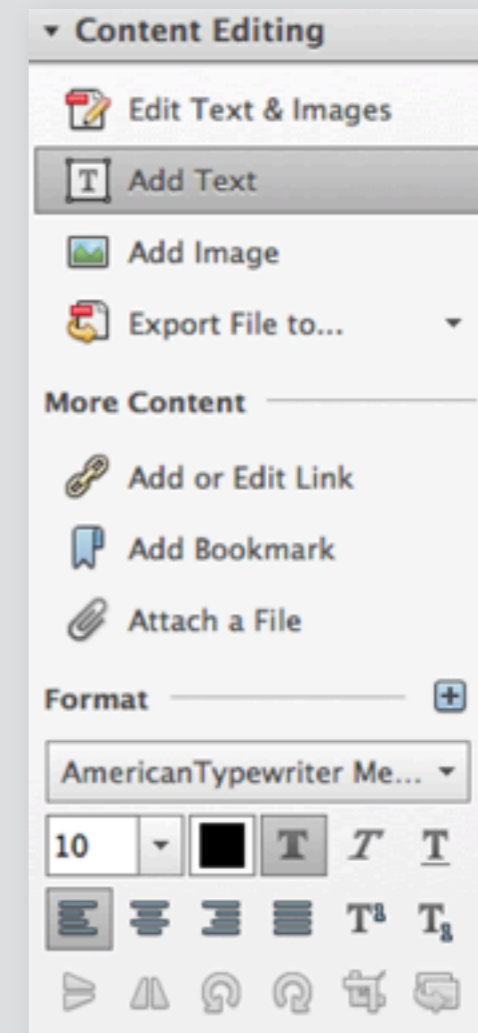 Content Editing
Edit Text & Images
Add Text
Add Image
Export File to...
More Content
Add or Edit Link
Add Bookmark
Attach a File
Format
AmericanTypewriter Me...
10